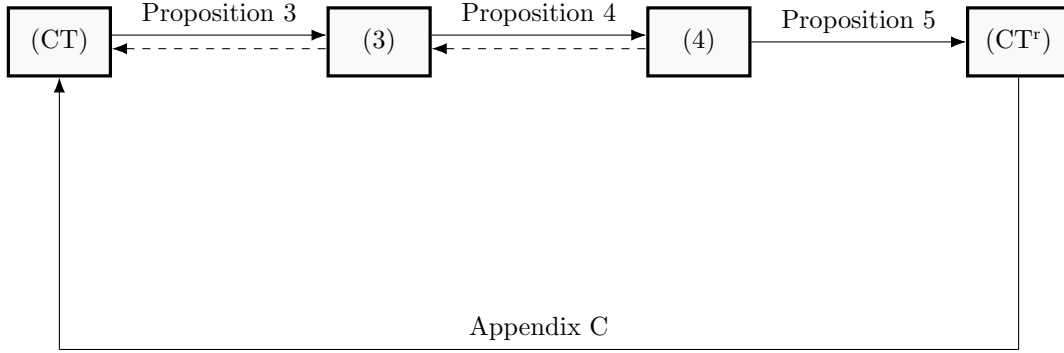 Proposition 3
Proposition 4
Proposition 5
(CT)
(3)
(4)
(CTʳ)
Appendix C